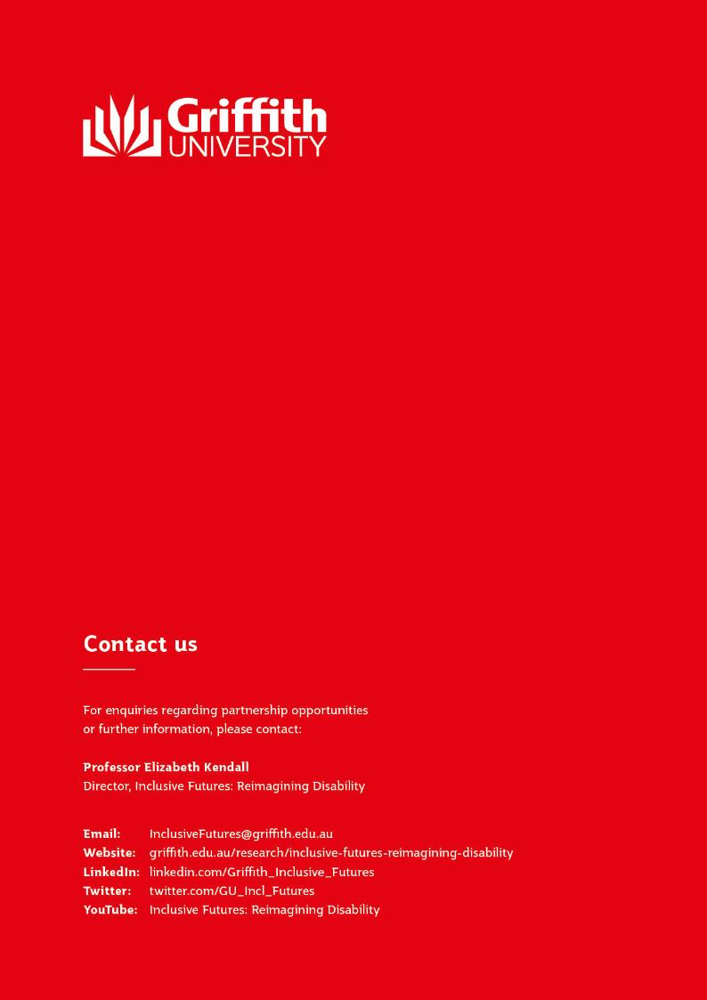 Griffith
UNIVERSITY
Contact us
For enquiries regarding partnership opportunities
or further information, please contact:
Professor Elizabeth Kendall
Director, Inclusive Futures: Reimagining Disability
Email: InclusiveFutures@griffith.edu.au
Website: griffith.edu.au/research/inclusive-futures-reimagining-disability
LinkedIn: linkedin.com/Griffith_Inclusive_Futures
Twitter: twitter.com/GU_Incl_Futures
YouTube: Inclusive Futures: Reimagining Disability